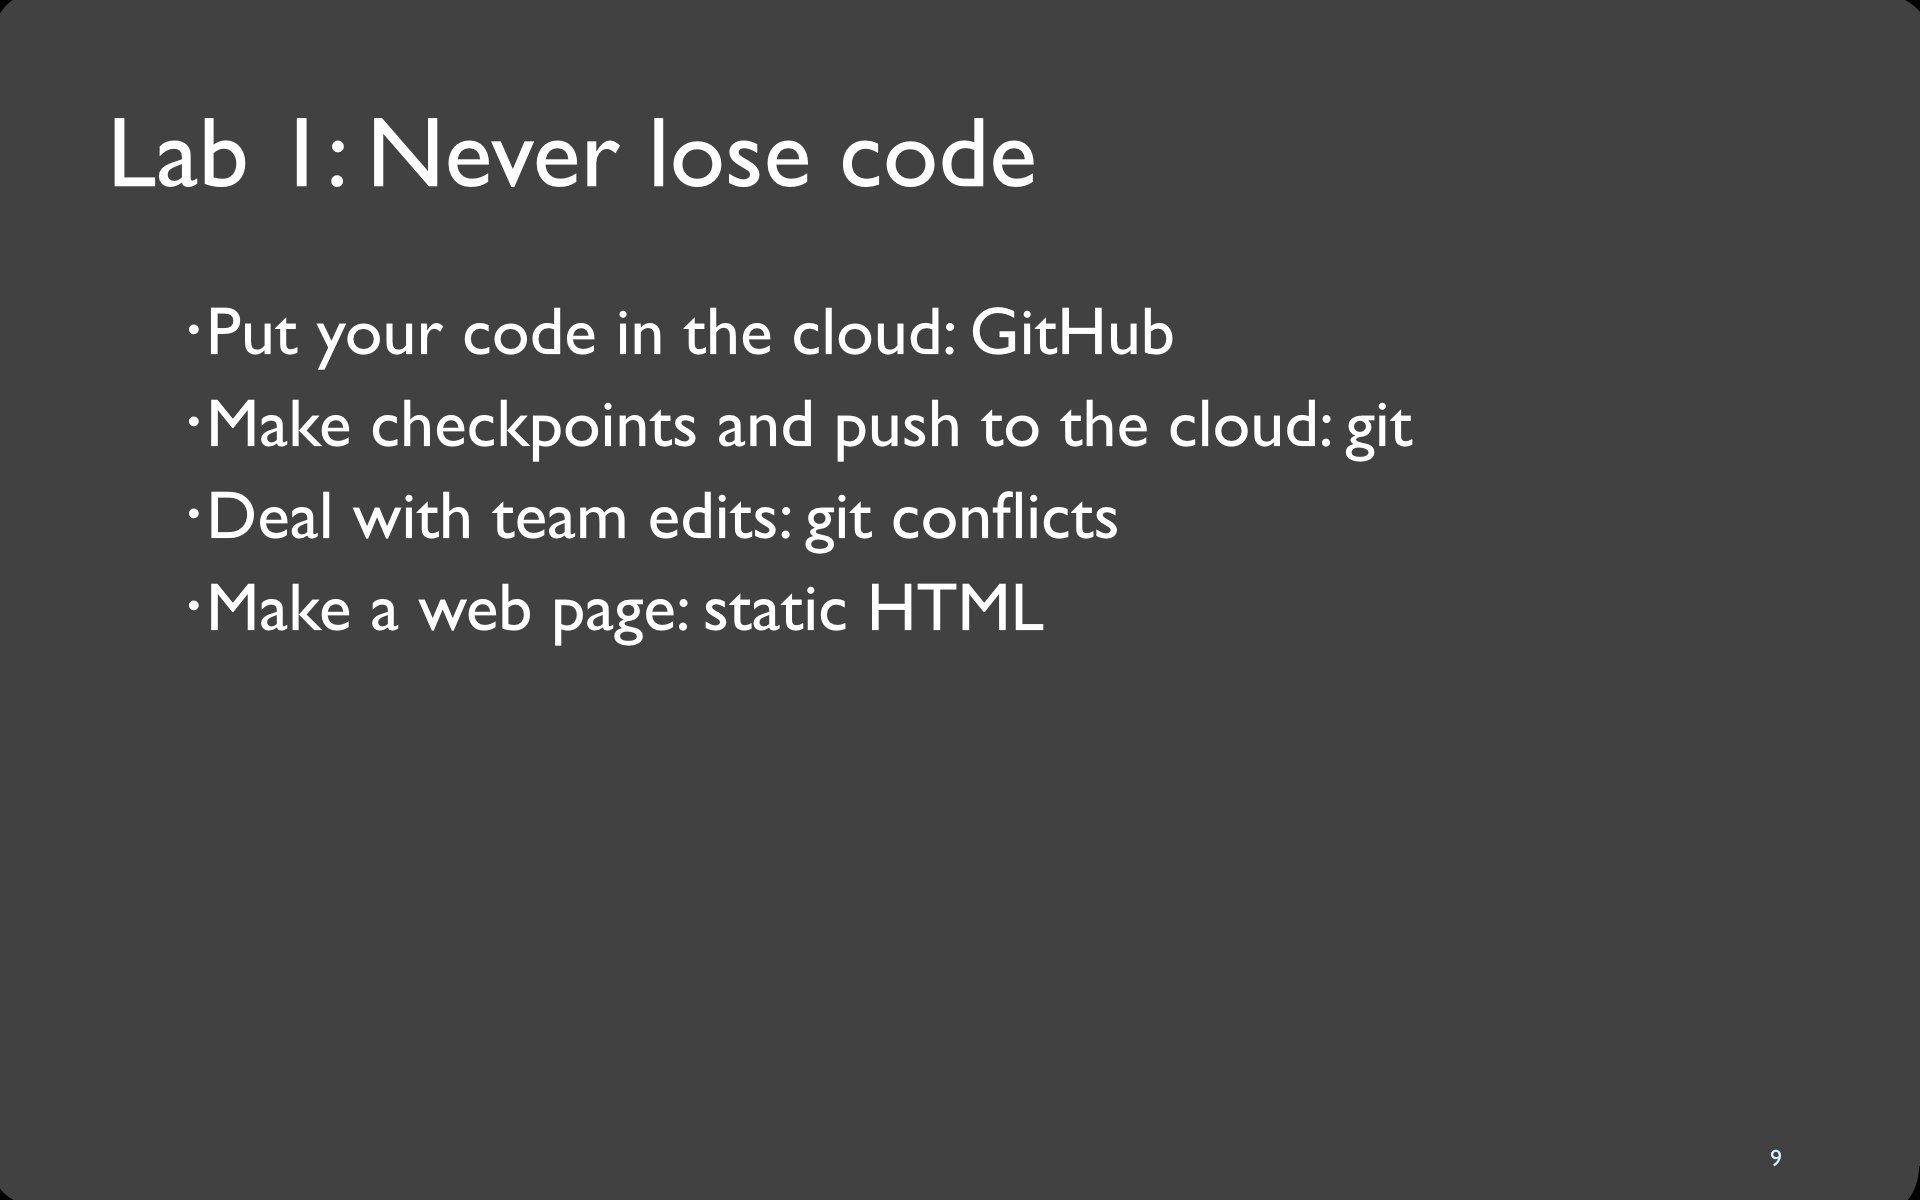 Lab 1: Never lose code
• Put your code in the cloud: GitHub
• Make checkpoints and push to the cloud: git
• Deal with team edits: git conflicts
• Make a web page: static HTML
9